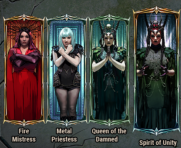 Fire
Mistress
Metal
Priestess
Queen of the
Damned
Spirit of Unity